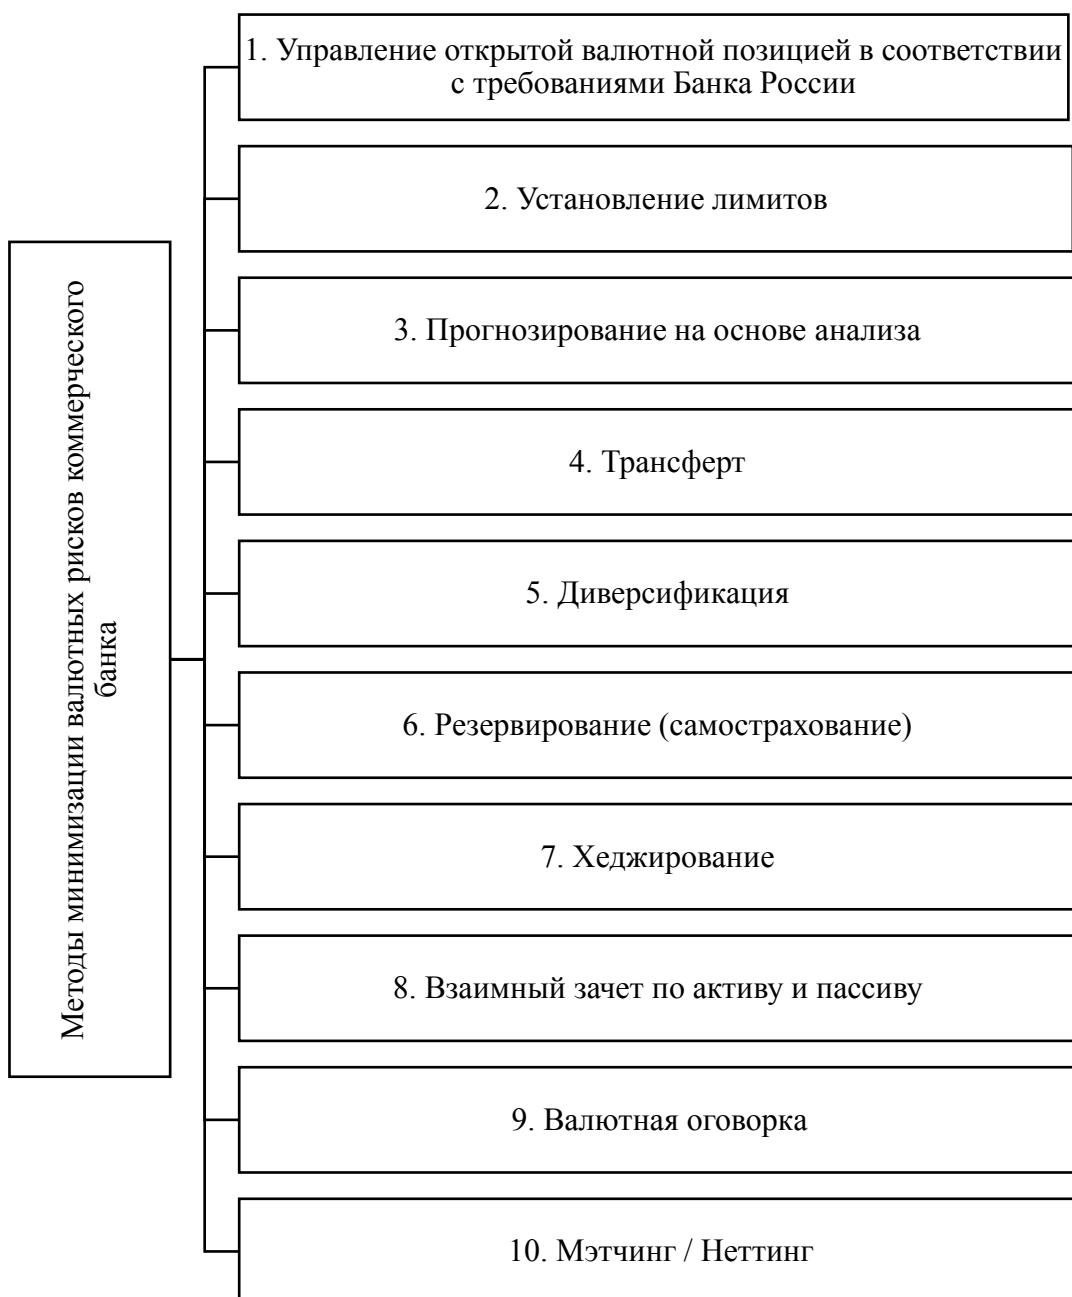 Методы минимизации валютных рисков коммерческого
банка
1. Управление открытой валютной позицией в соответствии
с требованиями Банка России
2. Установление лимитов
3. Прогнозирование на основе анализа
4. Трансферт
5. Диверсификация
6. Резервирование (самострахование)
7. Хеджирование
8. Взаимный зачет по активу и пассиву
9. Валютная оговорка
10. Мэтчинг / Неттинг